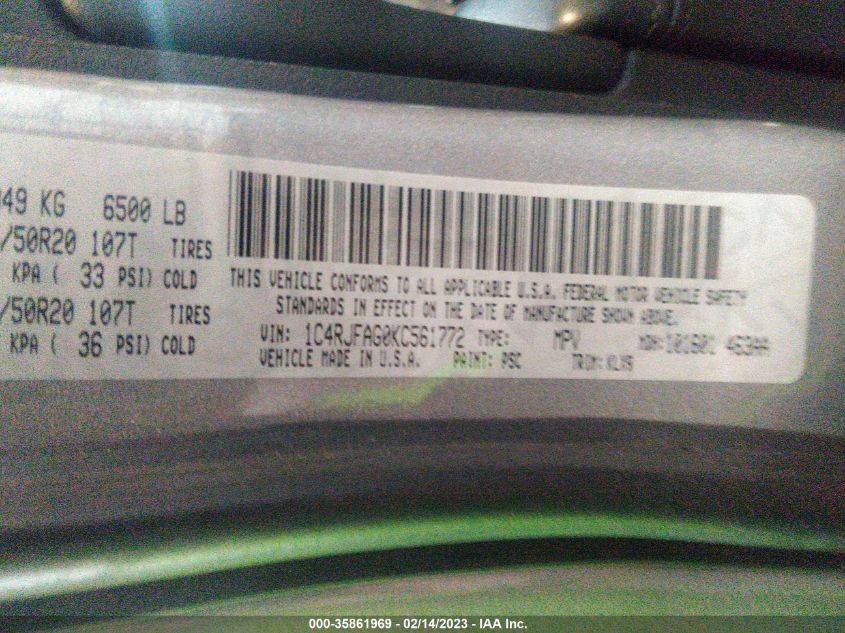 49 KG 6500 LB
/50R20 107T TIRES
KPA ( 33 PSI) COLD
/50R20 107T TIRES
KPA ( 36 PSI) COLD
THIS VEHICLE CONFORMS TO ALL APPLICABLE U.S.A. FEDERAL MOTOR VEHICLE SAFETY
STANDARDS IN EFFECT ON THE DATE OF MANUFACTURE SHOWN ABOVE.
VIN: 1C4RJFAG0KC561772 TYPE: MPV MDH:
VEHICLE MADE IN U.S.A. PAINT: PSC TRIM:
000-35861969 - 02/14/2023 - IAA Inc.